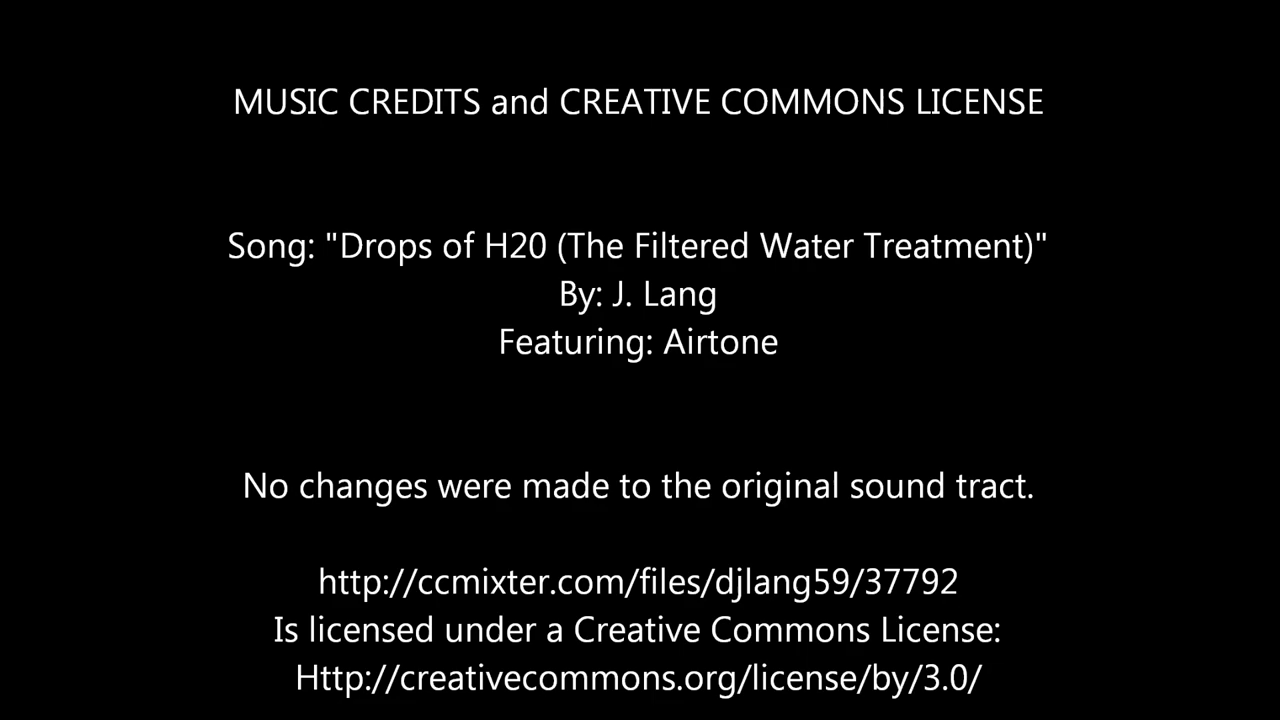 MUSIC CREDITS and CREATIVE COMMONS LICENSE
Song: "Drops of H20 (The Filtered Water Treatment)"
By: J. Lang
Featuring: Airtone
No changes were made to the original sound tract.
http://ccmixter.com/files/djlang59/37792
Is licensed under a Creative Commons License:
Http://creativecommons.org/license/by/3.0/